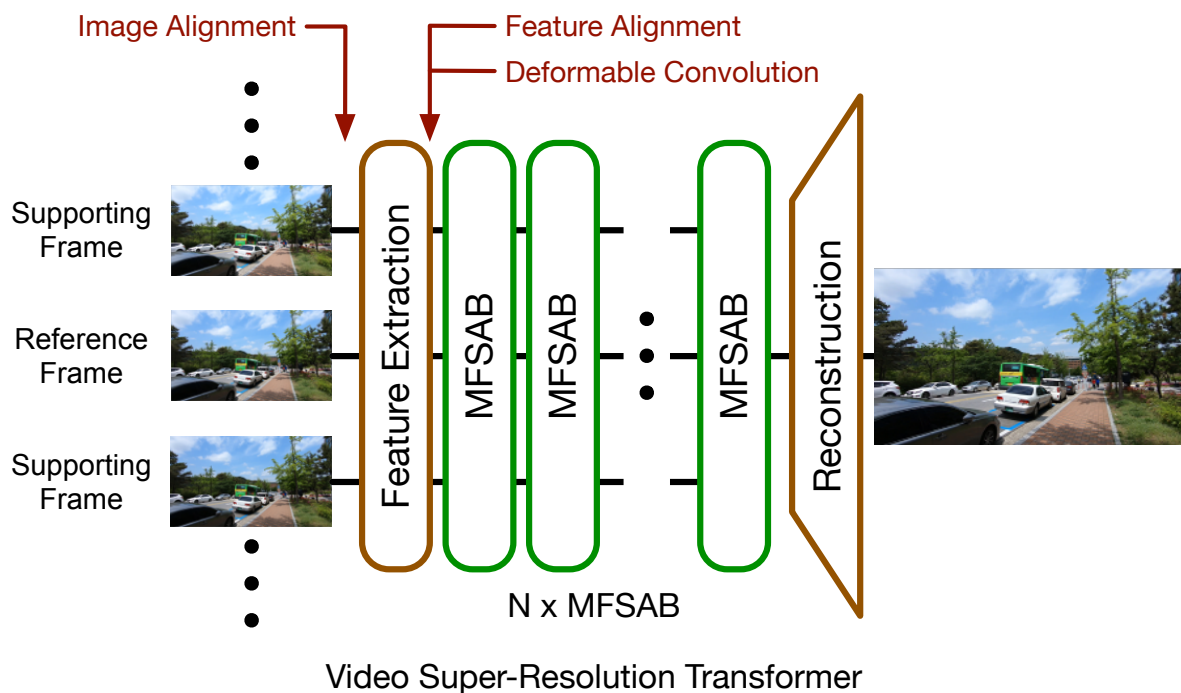 Image Alignment
Feature Alignment
Deformable Convolution
Supporting
Frame
Reference
Frame
Supporting
Frame
Feature Extraction
MFSAB
MFSAB
MFSAB
Reconstruction
N x MFSAB
Video Super-Resolution Transformer